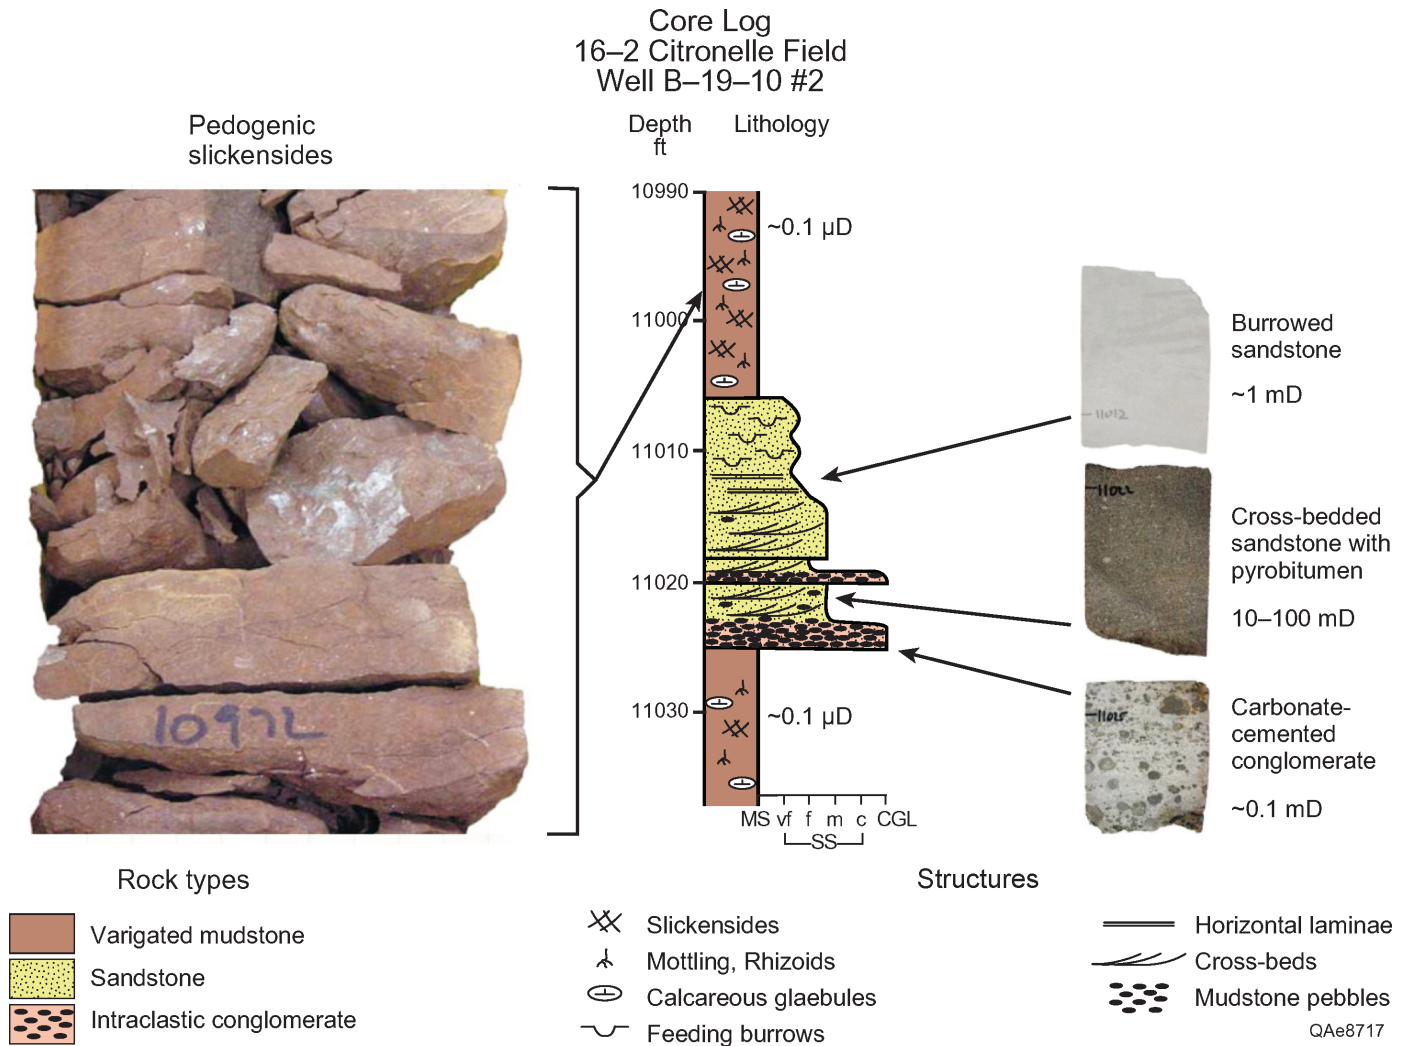 Core Log
16–2 Citronelle Field
Well B–19–10 #2
Pedogenic
slickensides
Depth
ft
Lithology
10990
~0.1 µD
11000
11010
11020
11030
~0.1 µD
MS vf f m c CGL
SS
10972
Burrowed
sandstone
~1 mD
11012
Cross-bedded
sandstone with
pyrobitumen
10–100 mD
11022
Carbonate-
cemented
conglomerate
~0.1 mD
11025
Rock types
Varigated mudstone
Sandstone
Intraclastic conglomerate
Structures
Slickensides
Mottling, Rhizoids
Calcareous glaebules
Feeding burrows
Horizontal laminae
Cross-beds
Mudstone pebbles
QAe8717